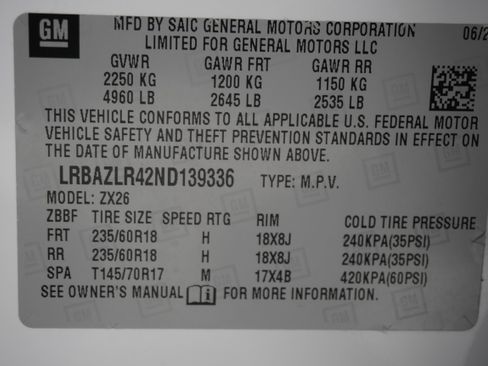 GM
MFD BY SAIC GENERAL MOTORS CORPORATION 06/2
LIMITED FOR GENERAL MOTORS LLC
GVWR GAWR FRT GAWR RR
2250 KG 1200 KG 1150 KG
4960 LB 2645 LB 2535 LB
THIS VEHICLE CONFORMS TO ALL APPLICABLE U.S. FEDERAL MOTOR
VEHICLE SAFETY AND THEFT PREVENTION STANDARDS IN EFFECT ON
THE DATE OF MANUFACTURE SHOWN ABOVE.
LRBAZLR42ND139336 TYPE: M.P.V.
MODEL: ZX26
ZBBF TIRE SIZE SPEED RTG RIM COLD TIRE PRESSURE
FRT 235/60R18 H 18X8J 240KPA(35PSI)
RR 235/60R18 H 18X8J 240KPA(35PSI)
SPA T145/70R17 M 17X4B 420KPA(60PSI)
SEE OWNER'S MANUAL FOR MORE INFORMATION.